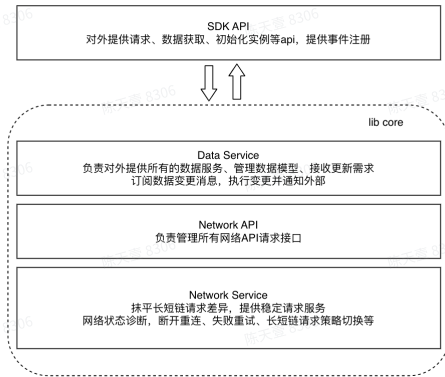 SDK API
对外提供请求、数据获取、初始化实例等api，提供事件注册
lib core
Data Service
负责对外提供所有的数据服务、管理数据模型、接收更新需求
订阅数据变更消息，执行变更并通知外部
Network API
负责管理所有网络API请求接口
Network Service
抹平长短链请求差异，提供稳定请求服务
网络状态诊断，断开重连、失败重试、长短链请求策略切换等